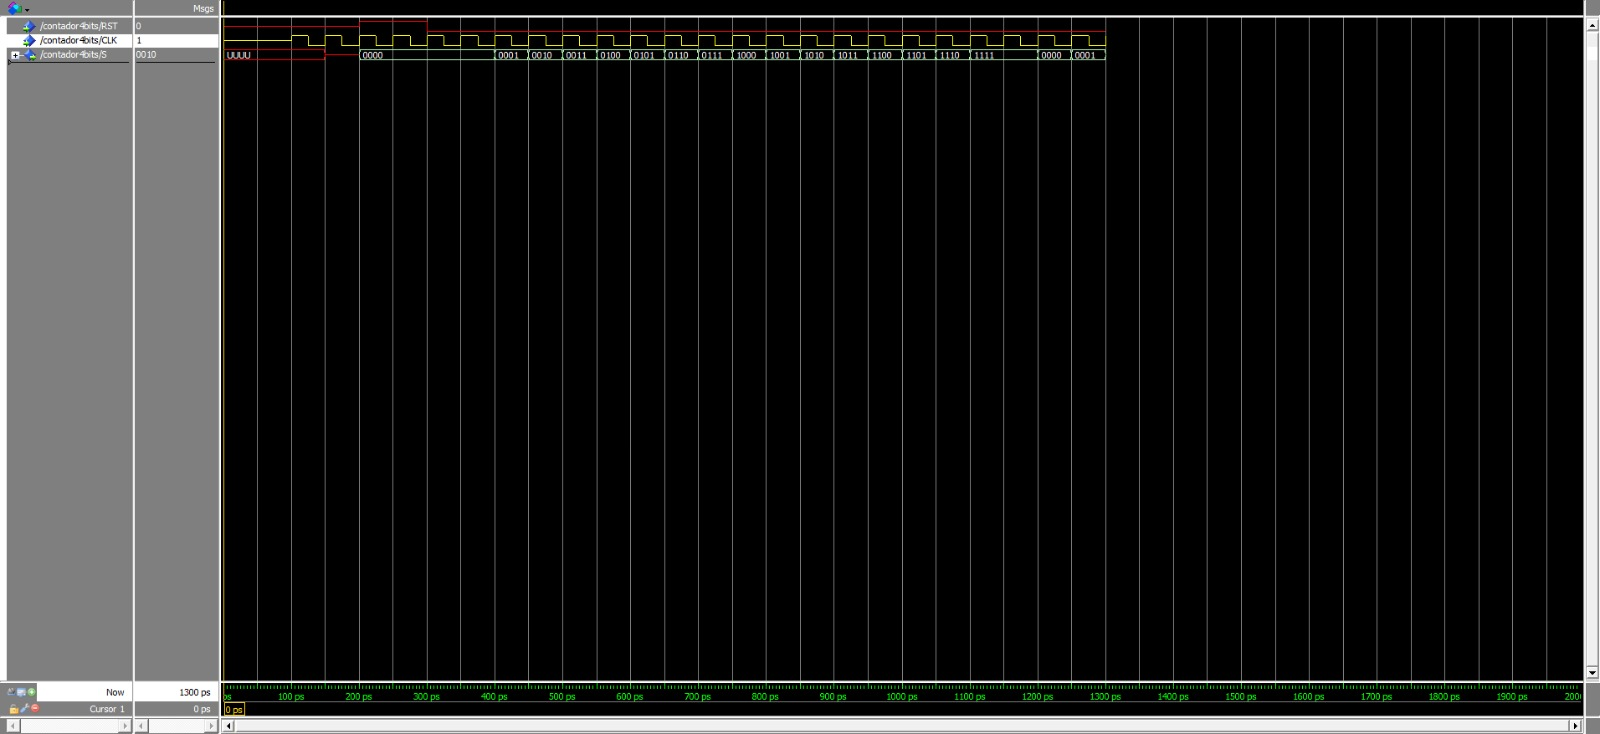 Msgs
/contador4bits/RST 0
/contador4bits/CLK 1
/contador4bits/S 0010 UUUU 0000 0001 0010 0011 0100 0101 0110 0111 1000 1001 1010 1011 1100 1101 1110 1111 0000 0001
Now 1300 ps ps 100 ps 200 ps 300 ps 400 ps 500 ps 600 ps 700 ps 800 ps 900 ps 1000 ps 1100 ps 1200 ps 1300 ps 1400 ps 1500 ps 1600 ps 1700 ps 1800 ps 1900 ps 200
Cursor 1 0 ps 0 ps